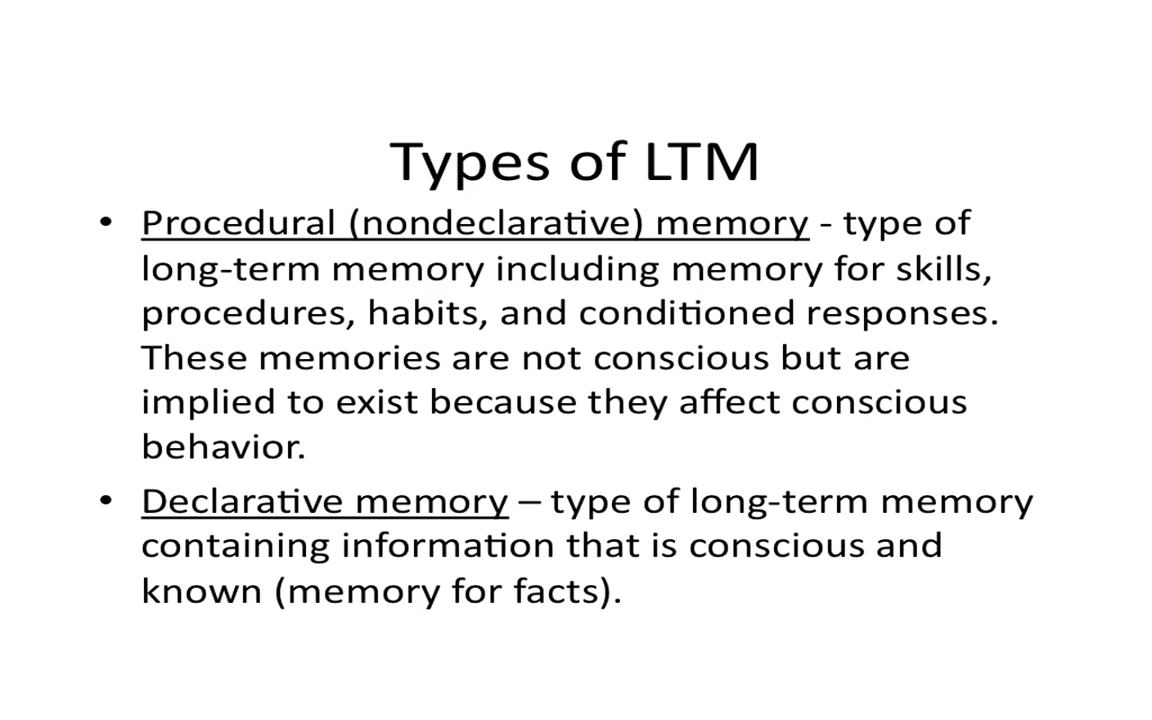 Types of LTM
• Procedural (nondeclarative) memory - type of
long-term memory including memory for skills,
procedures, habits, and conditioned responses.
These memories are not conscious but are
implied to exist because they affect conscious
behavior.
• Declarative memory – type of long-term memory
containing information that is conscious and
known (memory for facts).